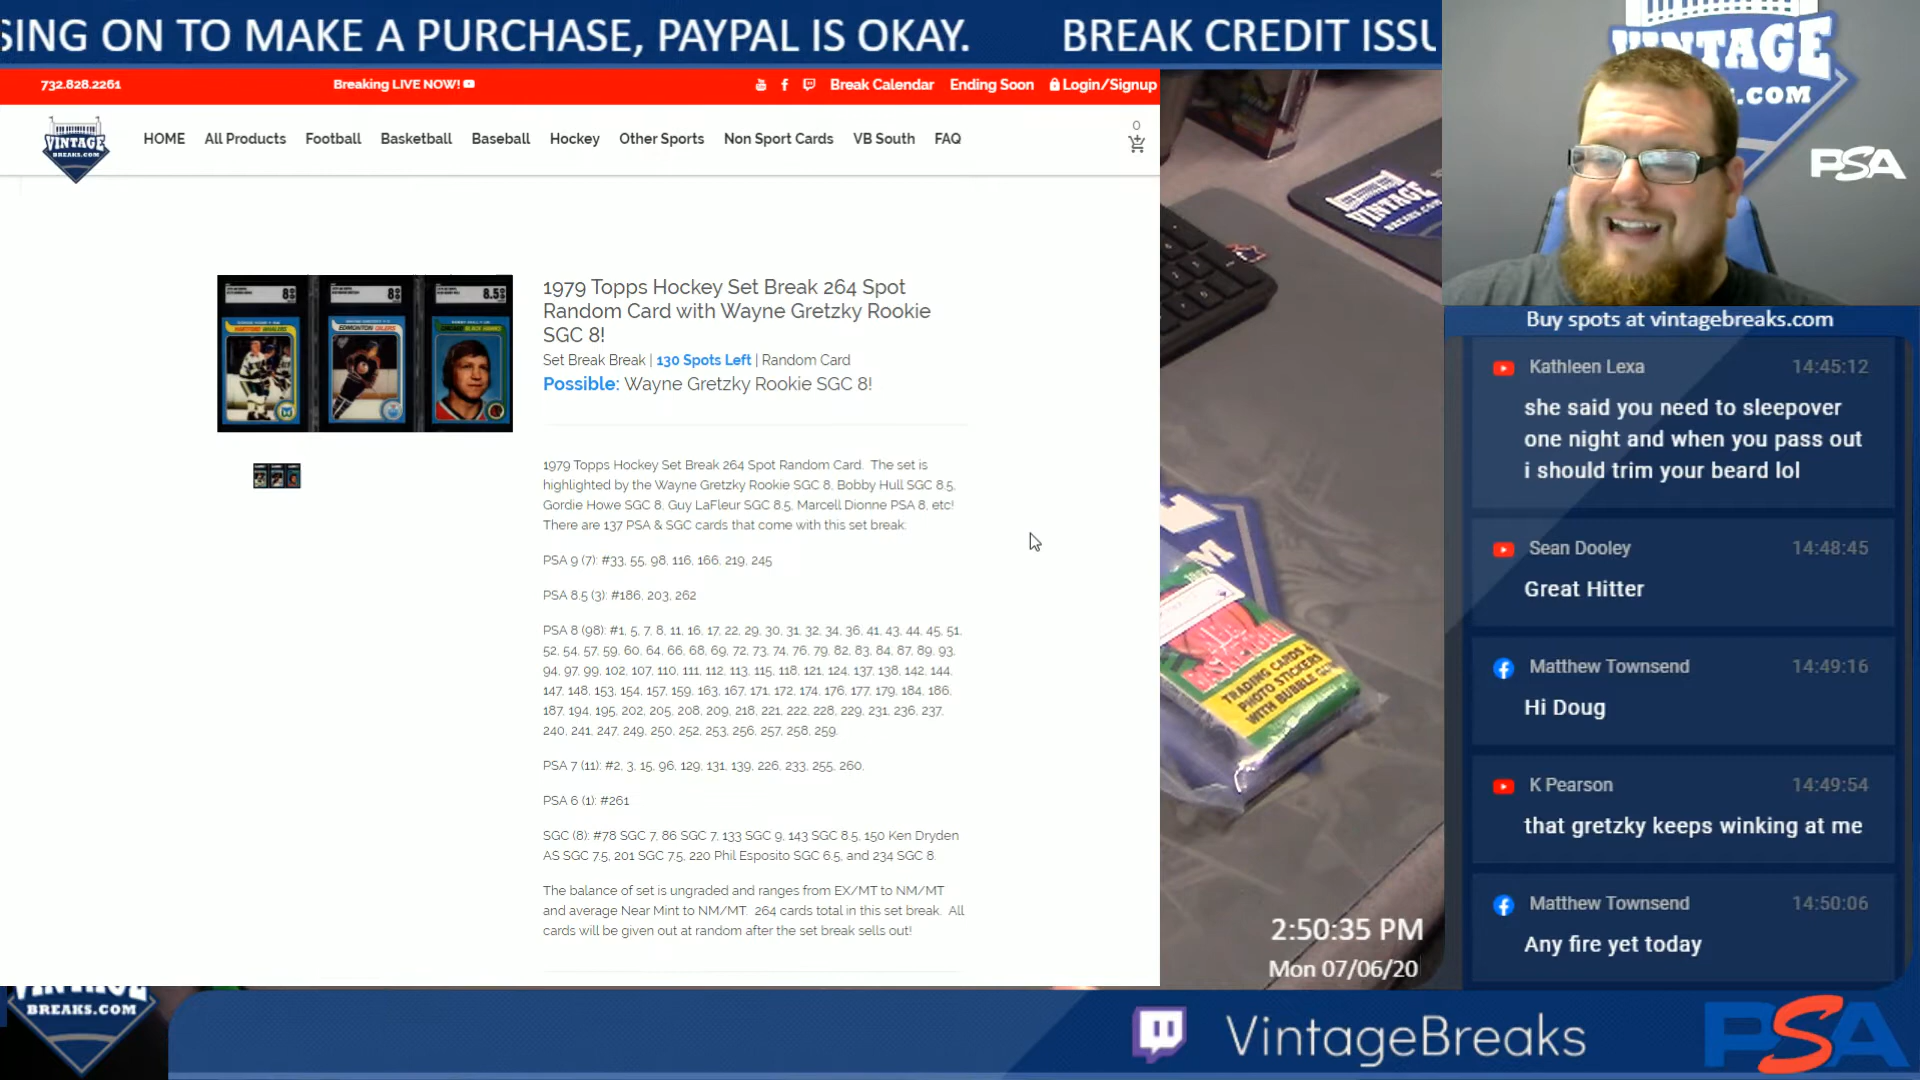 SING ON TO MAKE A PURCHASE, PAYPAL IS OKAY. BREAK CREDIT ISSU
732.828.2261
Breaking LIVE NOW!
Break Calendar
Ending Soon
Login/Signup
VINTAGE
BREAKS.COM
HOME
All Products
Football
Basketball
Baseball
Hockey
Other Sports
Non Sport Cards
VB South
FAQ
0
8
8
8.5
1979 Topps Hockey Set Break 264 Spot
Random Card with Wayne Gretzky Rookie
SGC 8!
Set Break Break | 130 Spots Left | Random Card
Possible: Wayne Gretzky Rookie SGC 8!
1979 Topps Hockey Set Break 264 Spot Random Card. The set is
highlighted by the Wayne Gretzky Rookie SGC 8, Bobby Hull SGC 8.5,
Gordie Howe SGC 8, Guy LaFleur SGC 8.5, Marcell Dionne PSA 8, etc!
There are 137 PSA & SGC cards that come with this set break:
PSA 9 (7): #33, 55, 98, 116, 166, 219, 245
PSA 8.5 (3): #186, 203, 262
PSA 8 (98): #1, 5, 7, 8, 11, 16, 17, 22, 29, 30, 31, 32, 34, 36, 41, 43, 44, 45, 51,
52, 54, 57, 59, 60, 64, 66, 68, 69, 72, 73, 74, 76, 79, 82, 83, 84, 87, 89, 93,
94, 97, 99, 102, 107, 110, 111, 112, 113, 115, 118, 121, 124, 137, 138, 142, 144,
147, 148, 153, 154, 157, 159, 163, 167, 171, 172, 174, 176, 177, 179, 184, 186,
187, 194, 195, 202, 205, 208, 209, 218, 221, 222, 228, 229, 231, 236, 237,
240, 241, 247, 249, 250, 252, 253, 256, 257, 258, 259.
PSA 7 (11): #2, 3, 15, 96, 129, 131, 139, 226, 233, 255, 260,
PSA 6 (1): #261
SGC (8): #78 SGC 7, 86 SGC 7, 133 SGC 9, 143 SGC 8.5, 150 Ken Dryden
AS SGC 7.5, 201 SGC 7.5, 220 Phil Esposito SGC 6.5, and 234 SGC 8.
The balance of set is ungraded and ranges from EX/MT to NM/MT
and average Near Mint to NM/MT. 264 cards total in this set break. All
cards will be given out at random after the set break sells out!
VINTAGE
BREAKS.COM
BASKETBALL
TRADING CARDS &
PHOTO STICKERS
WITH BUBBLE GUM
2:50:35 PM
Mon 07/06/20
VINTAGE
.COM
PSA
Buy spots at vintagebreaks.com
Kathleen Lexa 14:45:12
she said you need to sleepover
one night and when you pass out
i should trim your beard lol
Sean Dooley 14:48:45
Great Hitter
Matthew Townsend 14:49:16
Hi Doug
K Pearson 14:49:54
that gretzky keeps winking at me
Matthew Townsend 14:50:06
Any fire yet today
VINTAGE
BREAKS.COM
VintageBreaks
PSA